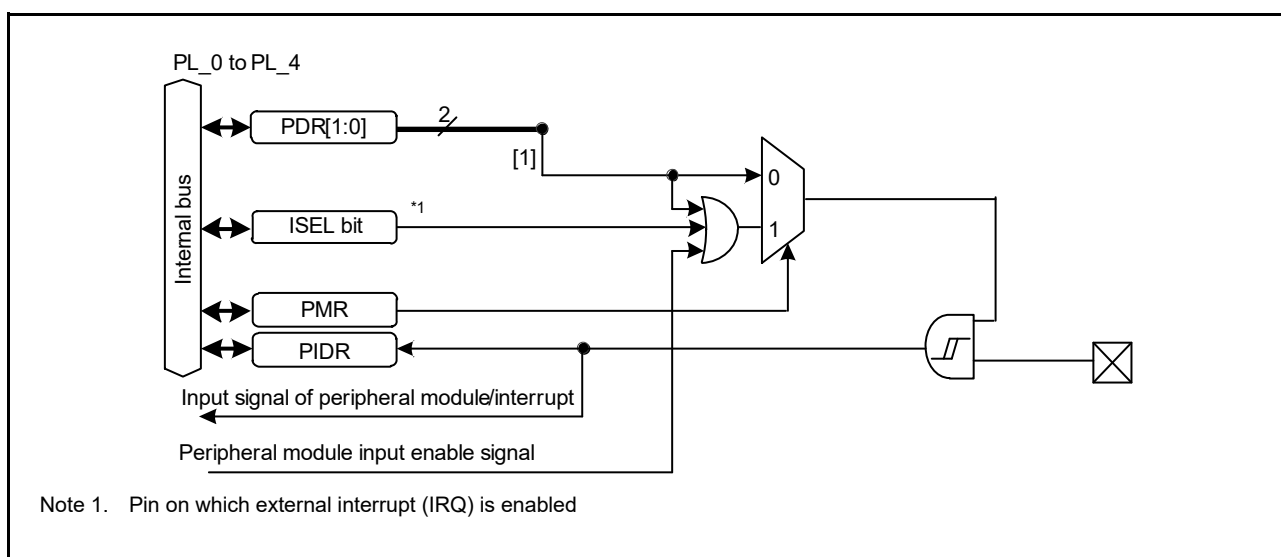 PL_0 to PL_4
Internal bus
PDR[1:0]
2
[1]
0
ISEL bit
*1
1
PMR
PIDR
Input signal of peripheral module/interrupt
Peripheral module input enable signal
Note 1. Pin on which external interrupt (IRQ) is enabled